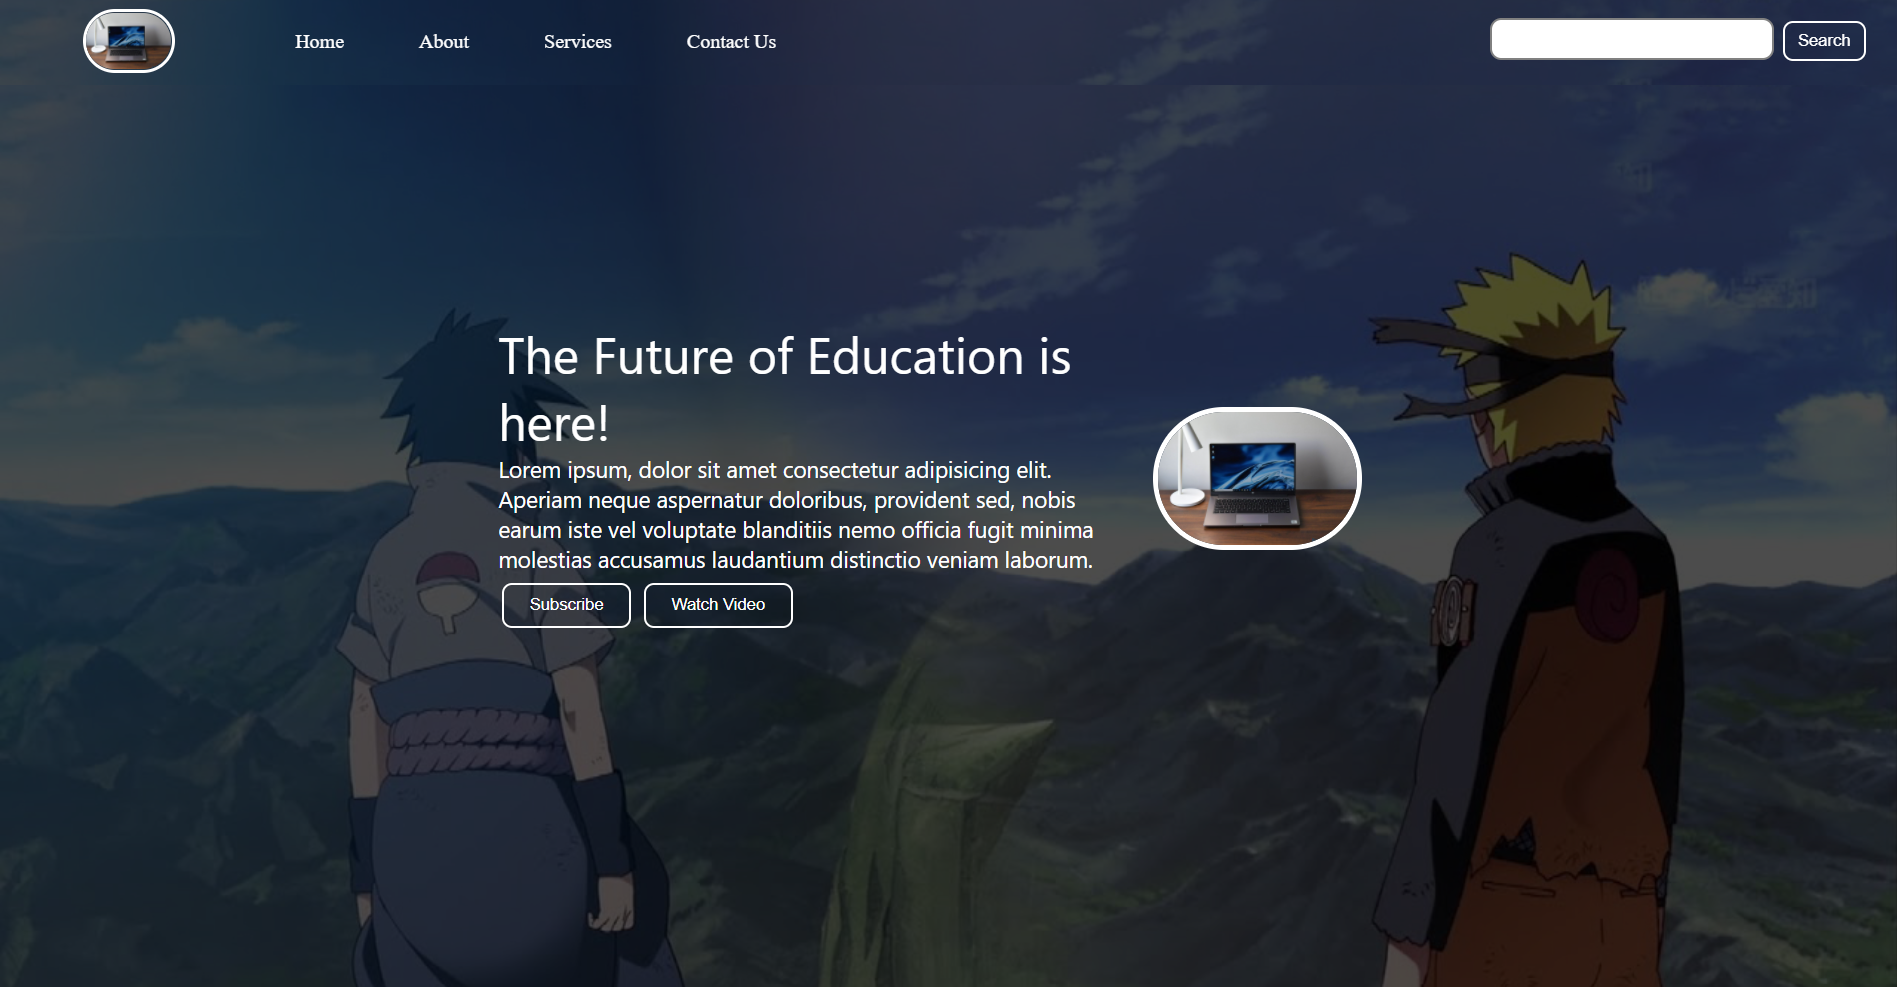 Home
About
Services
Contact Us
Search
The Future of Education is
here!
Lorem ipsum, dolor sit amet consectetur adipisicing elit.
Aperiam neque aspernatur doloribus, provident sed, nobis
earum iste vel voluptate blanditiis nemo officia fugit minima
molestias accusamus laudantium distinctio veniam laborum.
Subscribe
Watch Video